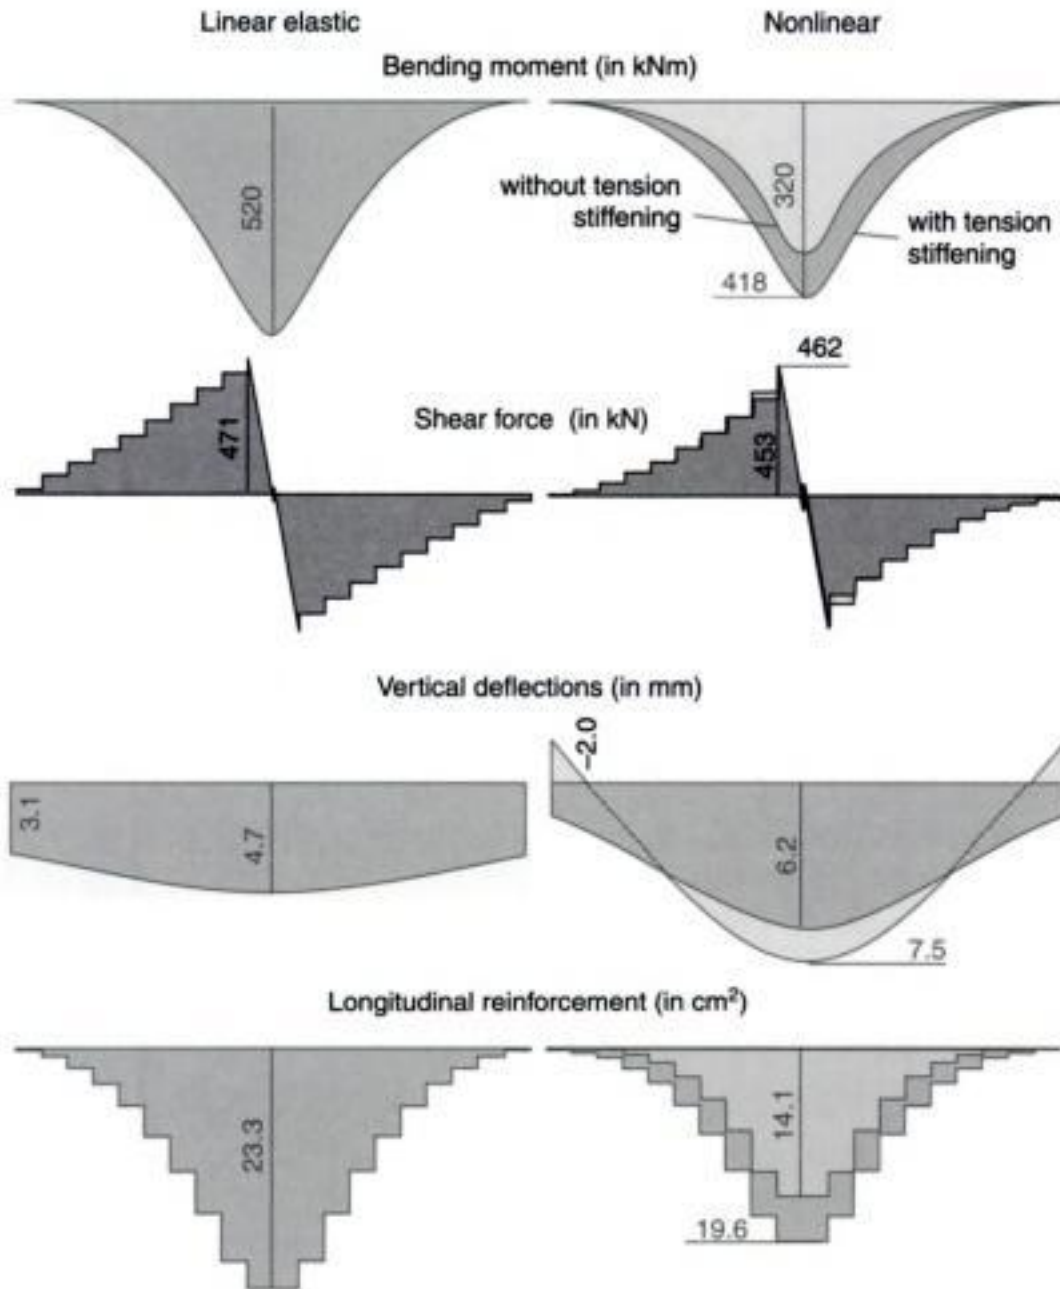 Linear elastic
Nonlinear
Bending moment (in kNm)
520
320
without tension
stiffening
with tension
stiffening
418
462
Shear force (in kN)
471
453
Vertical deflections (in mm)
-2.0
3.1
4.7
6.2
7.5
Longitudinal reinforcement (in cm²)
23.3
14.1
19.6